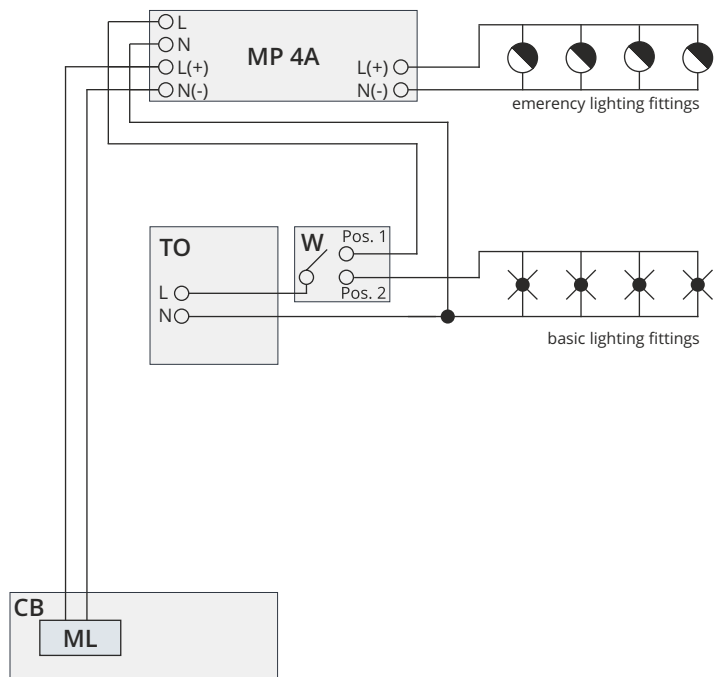 L
N
L(+)
N(-)
MP 4A
L(+)
N(-)
emerency lighting fittings
TO
L
N
W
Pos. 1
Pos. 2
basic lighting fittings
CB
ML